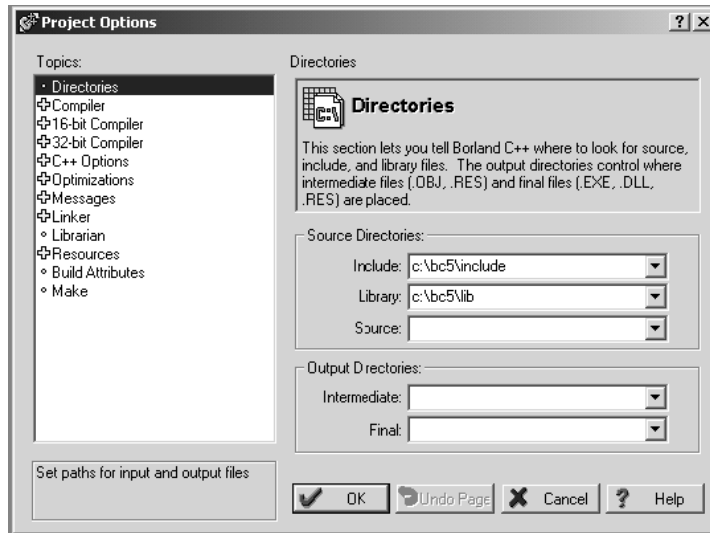 Project Options
Topics:
Directories
Compiler
16-bit Compiler
32-bit Compiler
C++ Options
Optimizations
Messages
Linker
Librarian
Resources
Build Attributes
Make
Set paths for input and output files
Directories
C:\
Directories
This section lets you tell Borland C++ where to look for source,
include, and library files. The output directories control where
intermediate files (.OBJ, .RES) and final files (.EXE, .DLL,
.RES) are placed.
Source Directories:
Include: c:\bc5\include
Library: c:\bc5\lib
Source:
Output Directories:
Intermediate:
Final:
OK Undo Page Cancel ? Help